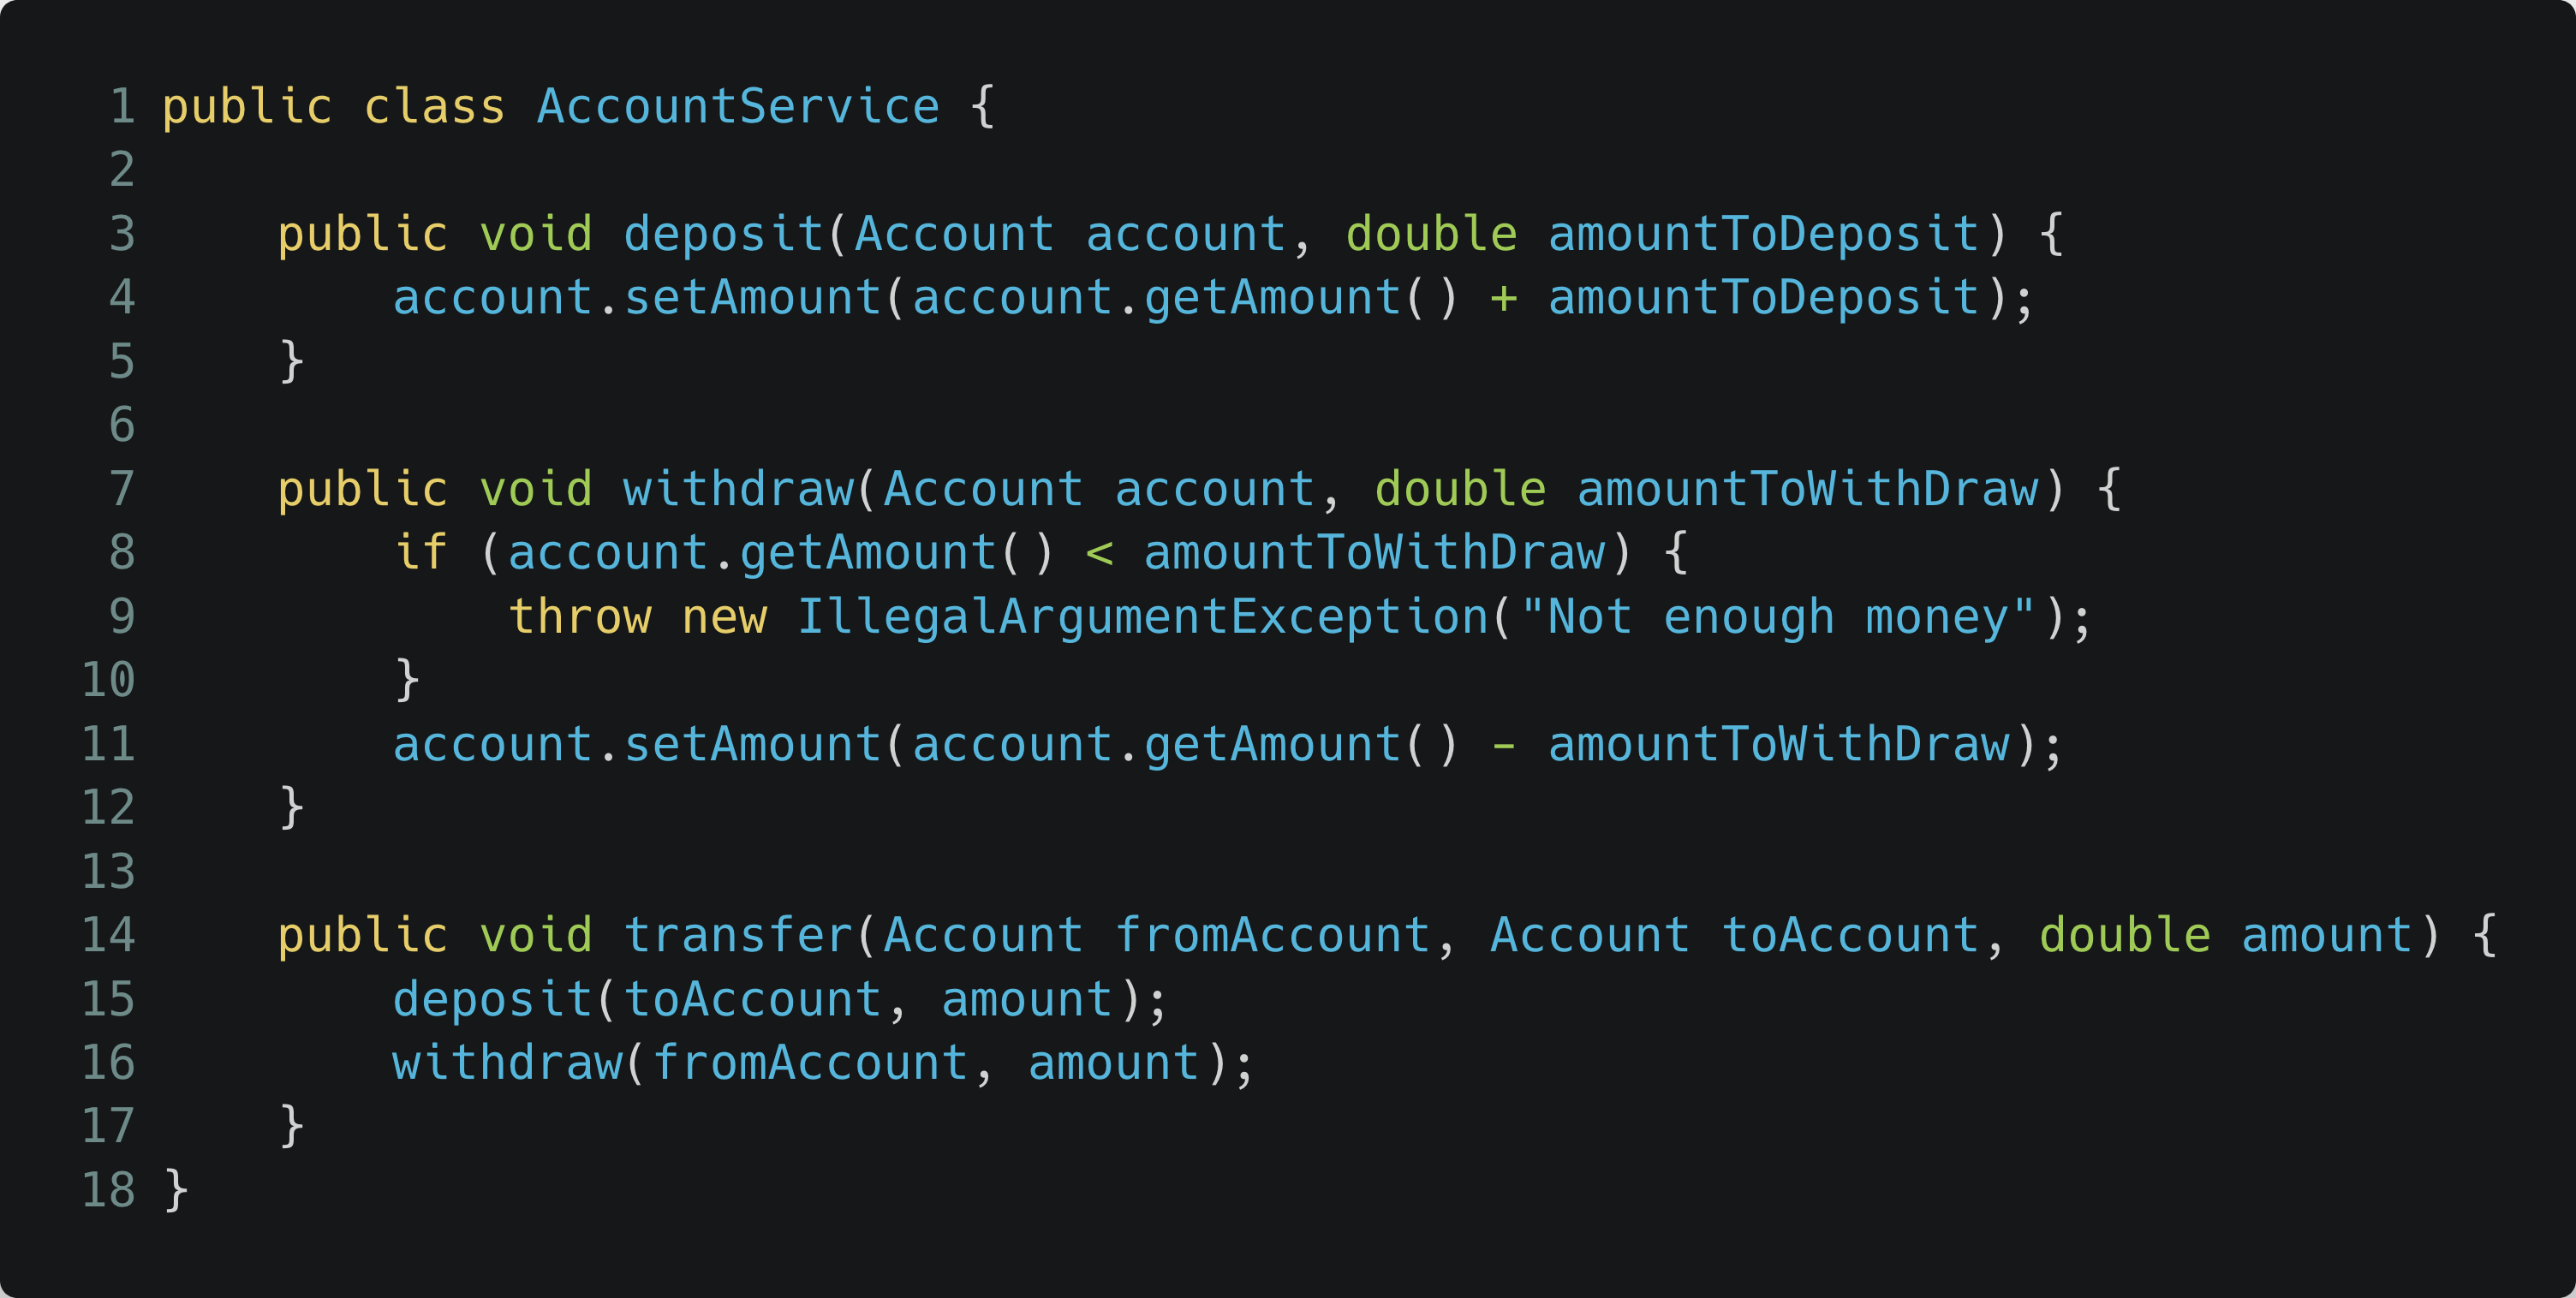 1 public class AccountService {
2
3     public void deposit(Account account, double amountToDeposit) {
4         account.setAmount(account.getAmount() + amountToDeposit);
5     }
6
7     public void withdraw(Account account, double amountToWithDraw) {
8         if (account.getAmount() < amountToWithDraw) {
9             throw new IllegalArgumentException("Not enough money");
10         }
11         account.setAmount(account.getAmount() - amountToWithDraw);
12     }
13
14     public void transfer(Account fromAccount, Account toAccount, double amount) {
15         deposit(toAccount, amount);
16         withdraw(fromAccount, amount);
17     }
18 }